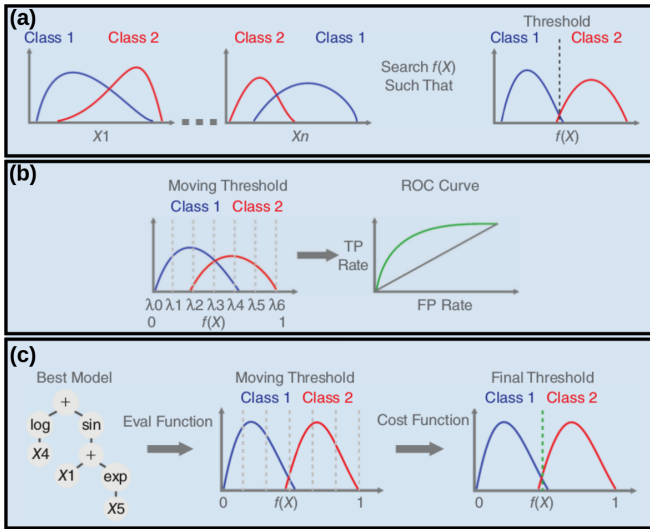 (a)
Class 1 Class 2
X1
Class 2 Class 1
Xn
Search f(X)
Such That
Threshold
Class 1 Class 2
f(X)
(b)
Moving Threshold
Class 1 Class 2
λ0 λ1 λ2 λ3 λ4 λ5 λ6
0 f(X) 1
ROC Curve
TP
Rate
FP Rate
(c)
Best Model
+
log sin
X4 +
X1 exp
X5
Eval Function
Moving Threshold
Class 1 Class 2
0 f(X) 1
Cost Function
Final Threshold
Class 1 Class 2
0 f(X) 1